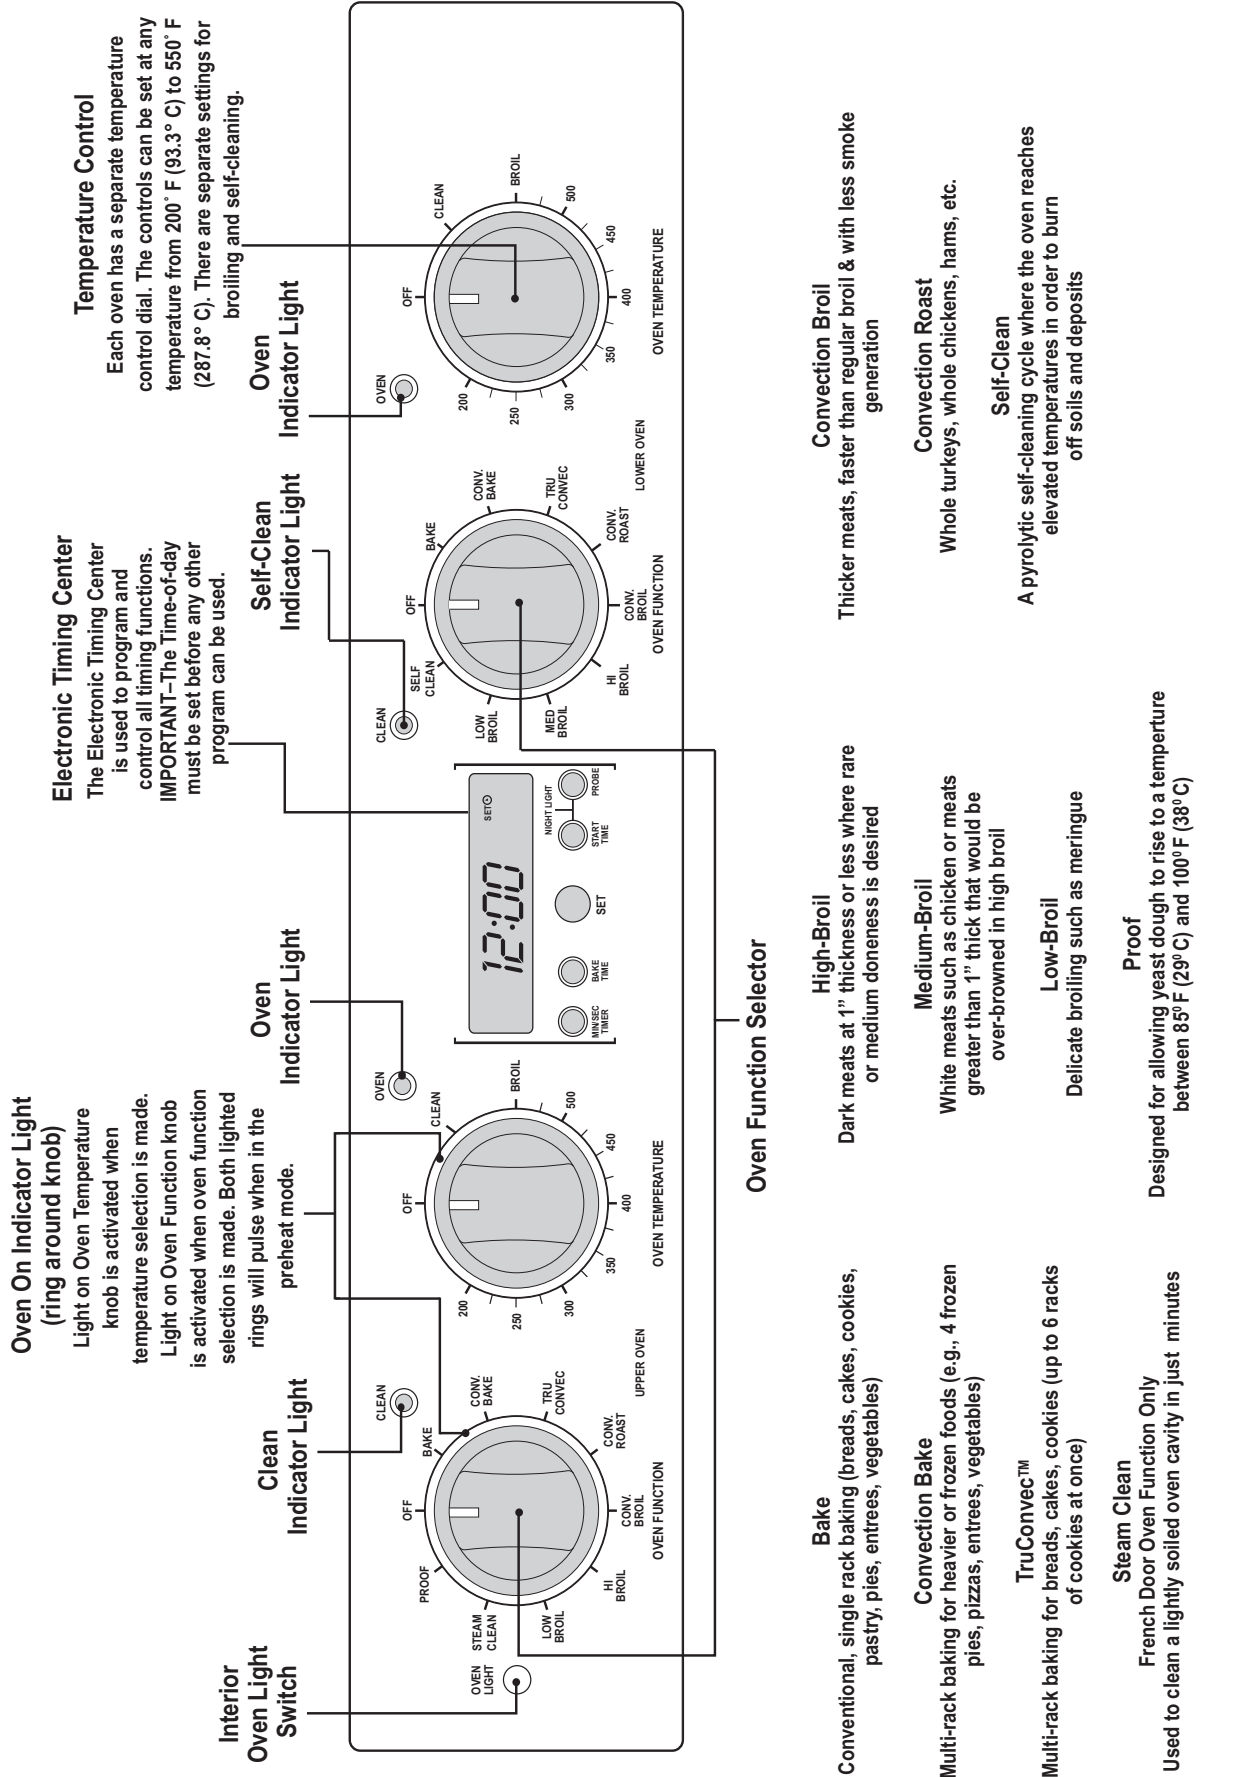 Oven On Indicator Light
(ring around knob)
Light on Oven Temperature
knob is activated when
temperature selection is made.
Light on Oven Function knob
is activated when oven function
selection is made. Both lighted
rings will pulse when in the
preheat mode.
Electronic Timing Center
The Electronic Timing Center
is used to program and
control all timing functions.
IMPORTANT–The Time-of-day
must be set before any other
program can be used.
Temperature Control
Each oven has a separate temperature
control dial. The controls can be set at any
temperature from 200˚ F (93.3° C) to 550˚ F
(287.8° C). There are separate settings for
broiling and self-cleaning.
Interior
Oven Light
Switch
Clean
Indicator Light
Oven
Indicator Light
Self-Clean
Indicator Light
Oven
Indicator Light
OVEN
LIGHT
CLEAN
OFF
BAKE
CONV.
BAKE
TRU
CONVEC
CONV.
ROAST
CONV.
BROIL
HI
BROIL
LOW
BROIL
STEAM
CLEAN
PROOF
OVEN FUNCTION
UPPER OVEN
OVEN
OFF
CLEAN
BROIL
500
450
400
350
300
250
200
OVEN TEMPERATURE
12:00
SET
MIN/SEC
TIMER
BAKE
TIME
SET
NIGHT LIGHT
START
TIME
PROBE
CLEAN
OFF
BAKE
CONV.
BAKE
TRU
CONVEC
CONV.
ROAST
CONV.
BROIL
HI
BROIL
MED
BROIL
LOW
BROIL
SELF
CLEAN
OVEN FUNCTION
LOWER OVEN
OVEN
OFF
CLEAN
BROIL
500
450
400
350
300
250
200
OVEN TEMPERATURE
Oven Function Selector
Bake
Conventional, single rack baking (breads, cakes, cookies,
pastry, pies, entrees, vegetables)
Convection Bake
Multi-rack baking for heavier or frozen foods (e.g., 4 frozen
pies, pizzas, entrees, vegetables)
TruConvec™
Multi-rack baking for breads, cakes, cookies (up to 6 racks
of cookies at once)
Steam Clean
French Door Oven Function Only
Used to clean a lightly soiled oven cavity in just minutes
High-Broil
Dark meats at 1” thickness or less where rare
or medium doneness is desired
Medium-Broil
White meats such as chicken or meats
greater than 1” thick that would be
over-browned in high broil
Low-Broil
Delicate broiling such as meringue
Proof
Designed for allowing yeast dough to rise to a temperture
between 85⁰F (29⁰C) and 100⁰F (38⁰C)
Convection Broil
Thicker meats, faster than regular broil & with less smoke
generation
Convection Roast
Whole turkeys, whole chickens, hams, etc.
Self-Clean
A pyrolytic self-cleaning cycle where the oven reaches
elevated temperatures in order to burn
off soils and deposits